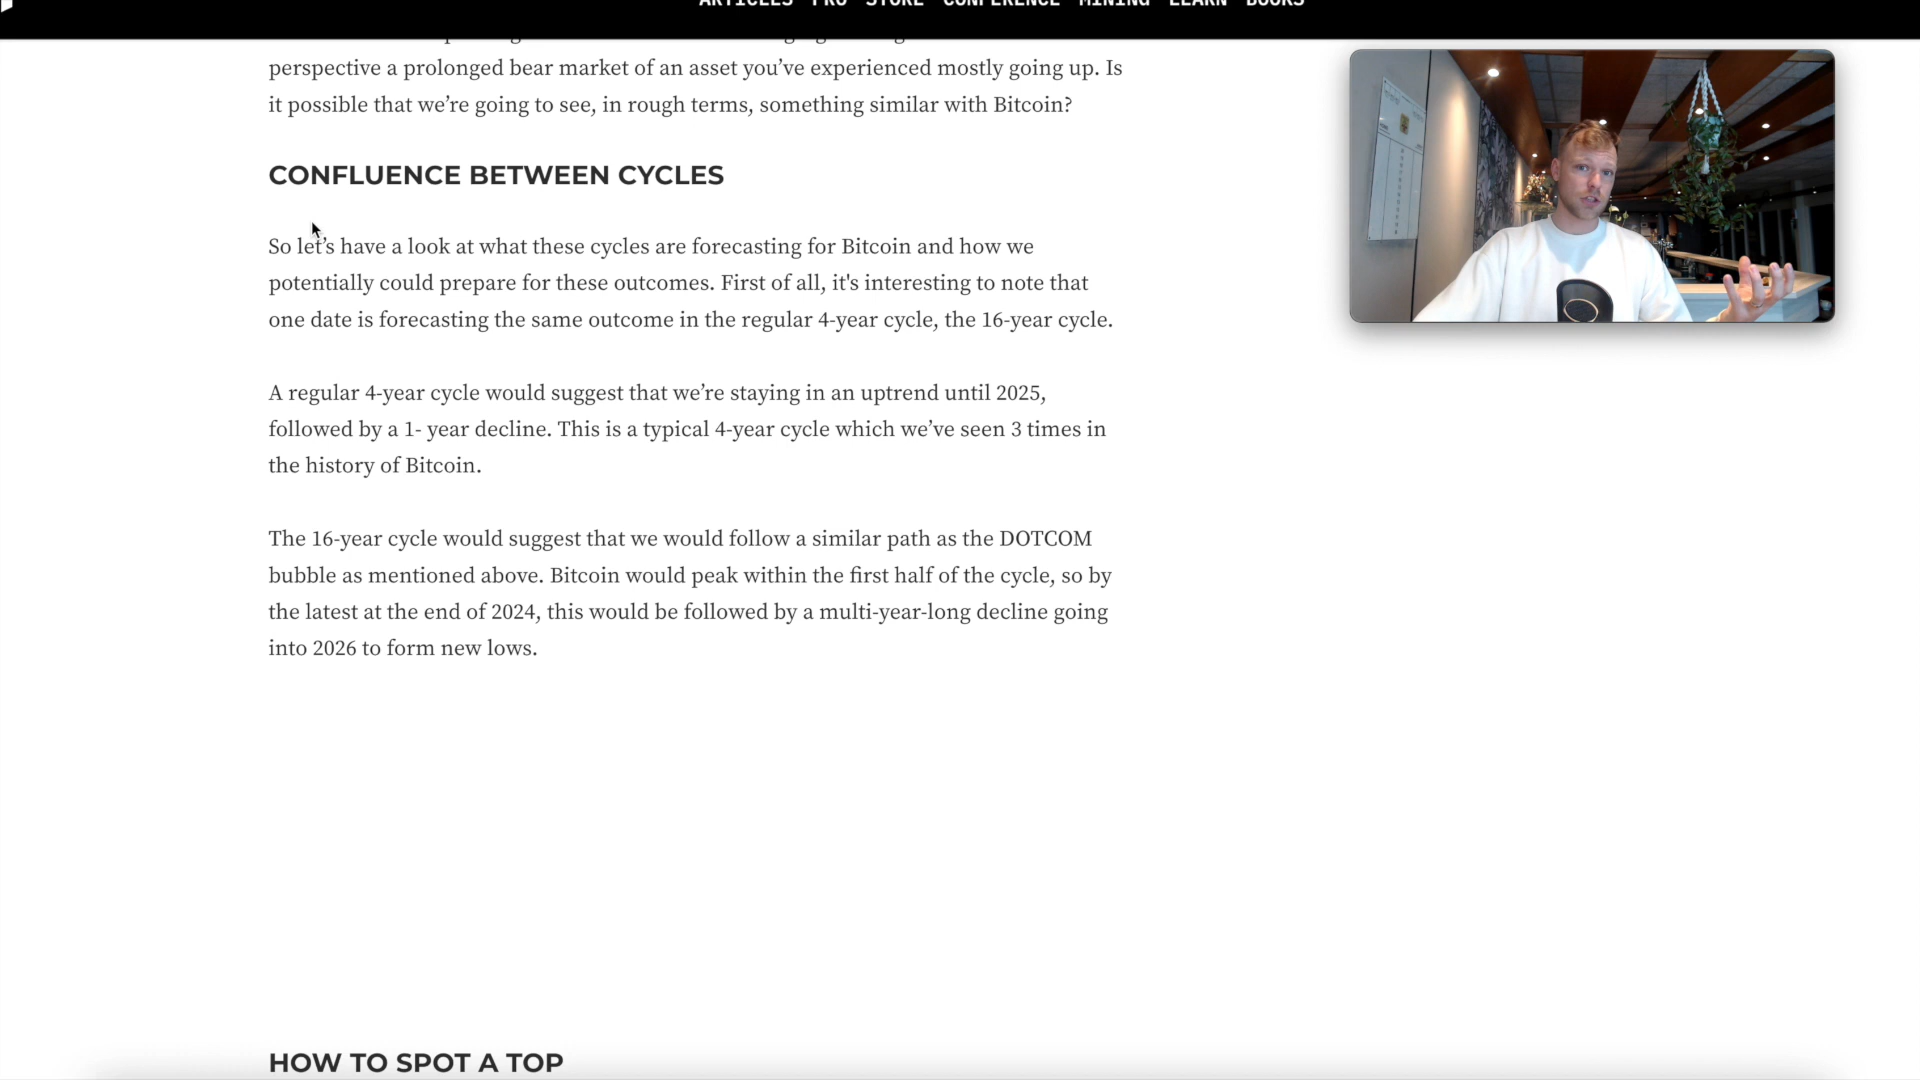 ARTICLES PRO STORE CONFERENCE MINING LEARN BOOKS
perspective a prolonged bear market of an asset you’ve experienced mostly going up. Is
it possible that we’re going to see, in rough terms, something similar with Bitcoin?
CONFLUENCE BETWEEN CYCLES
So let’s have a look at what these cycles are forecasting for Bitcoin and how we
potentially could prepare for these outcomes. First of all, it's interesting to note that
one date is forecasting the same outcome in the regular 4-year cycle, the 16-year cycle.
A regular 4-year cycle would suggest that we’re staying in an uptrend until 2025,
followed by a 1- year decline. This is a typical 4-year cycle which we’ve seen 3 times in
the history of Bitcoin.
The 16-year cycle would suggest that we would follow a similar path as the DOTCOM
bubble as mentioned above. Bitcoin would peak within the first half of the cycle, so by
the latest at the end of 2024, this would be followed by a multi-year-long decline going
into 2026 to form new lows.
HOW TO SPOT A TOP